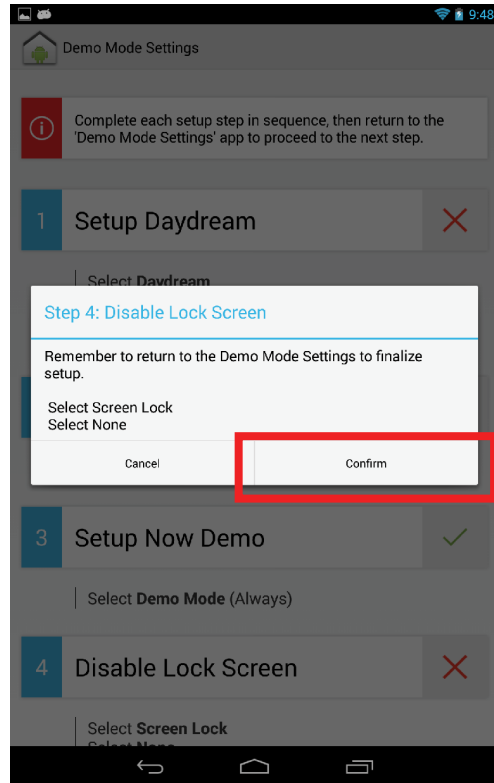 9:48
Demo Mode Settings
Complete each setup step in sequence, then return to the
'Demo Mode Settings' app to proceed to the next step.
1 Setup Daydream
Select Daydream
Step 4: Disable Lock Screen
Remember to return to the Demo Mode Settings to finalize
setup.
Select Screen Lock
Select None
Cancel Confirm
3 Setup Now Demo
Select Demo Mode (Always)
4 Disable Lock Screen
Select Screen Lock
Select None